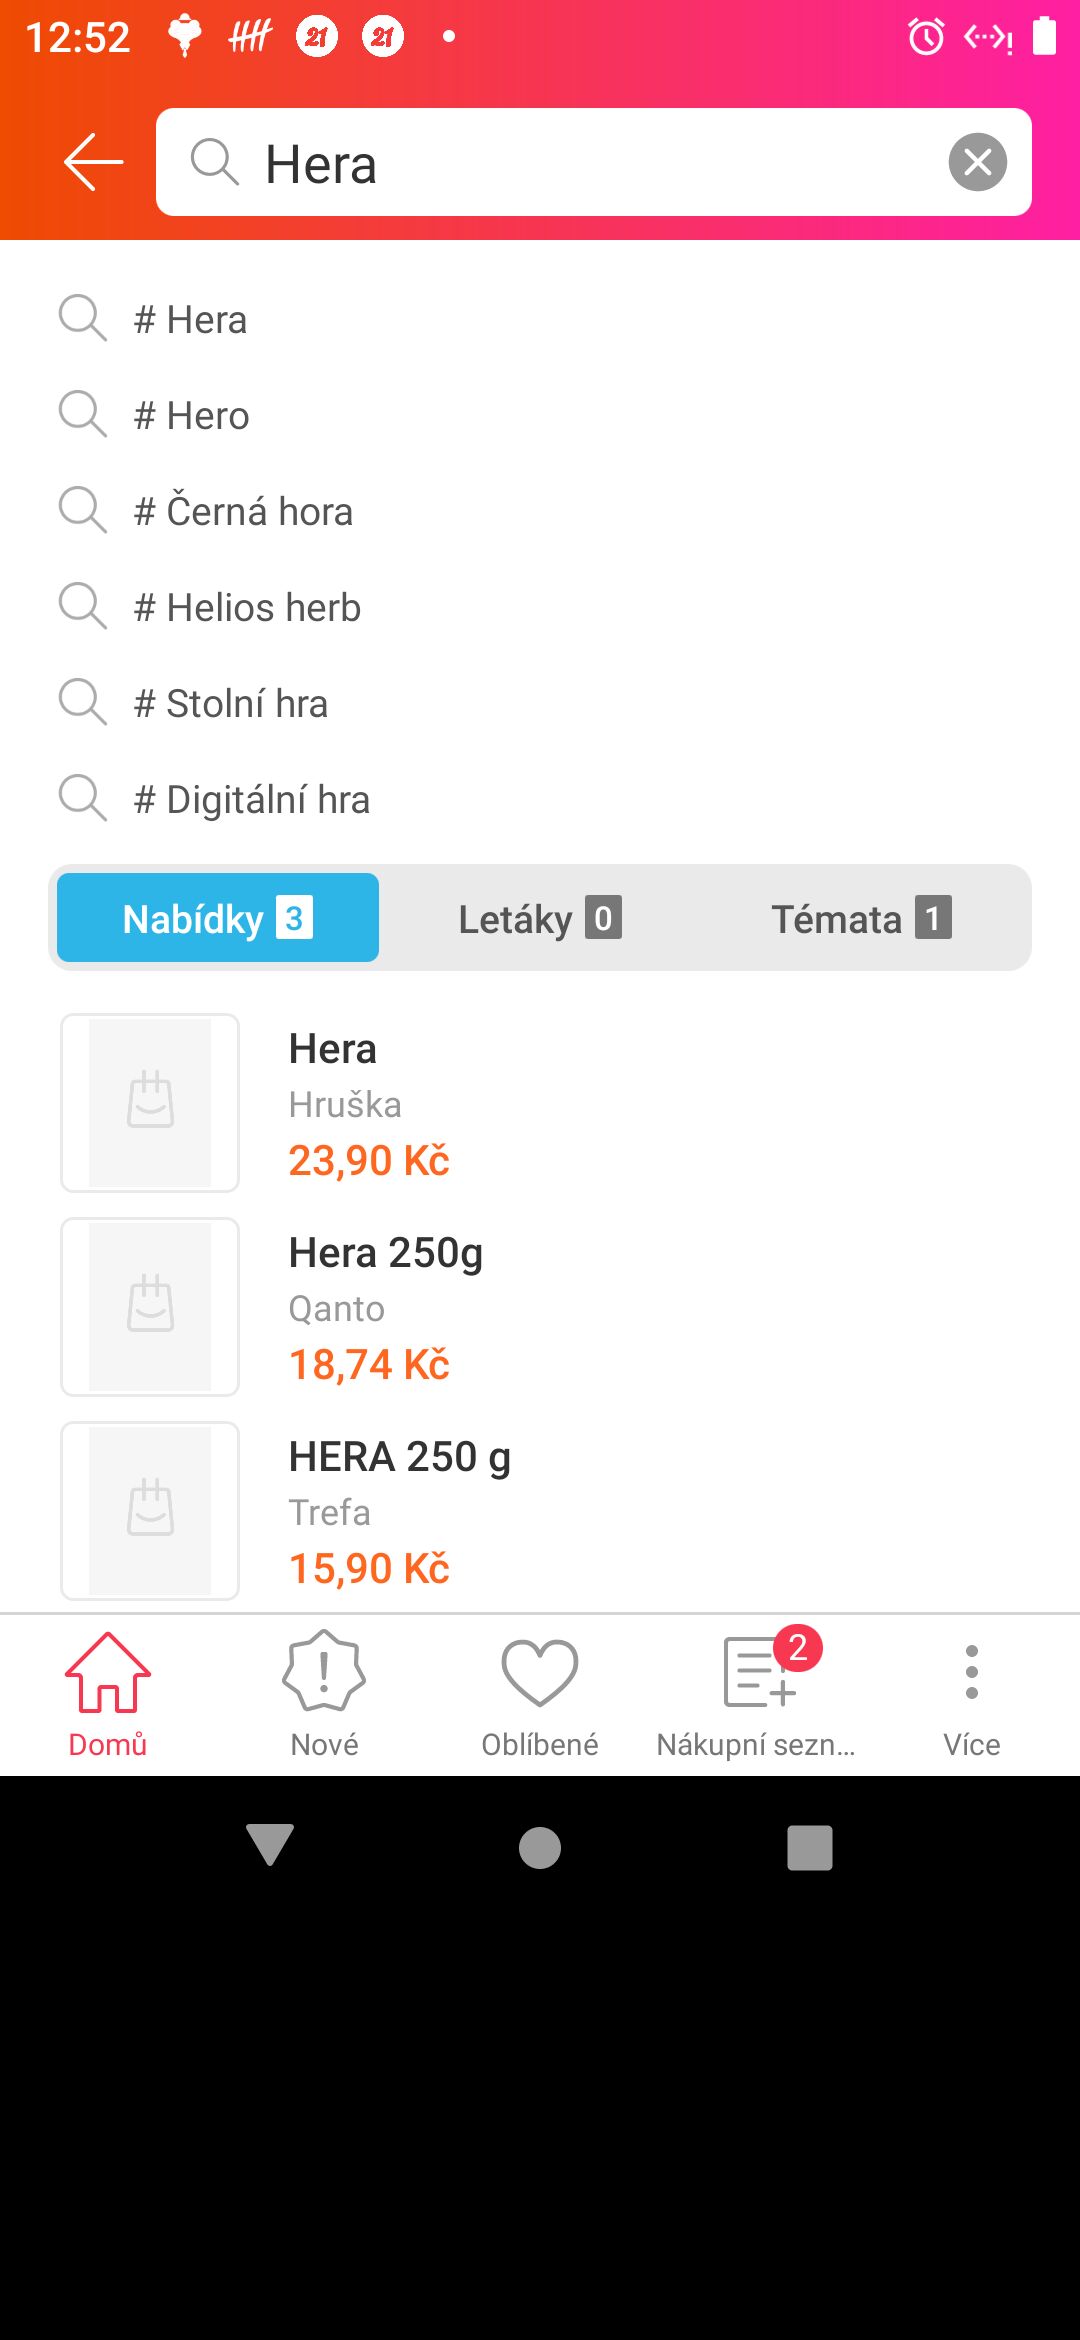 12:52
21 21
Hera
# Hera
# Hero
# Černá hora
# Helios herb
# Stolní hra
# Digitální hra
Nabídky 3 Letáky 0 Témata 1
Hera
Hruška
23,90 Kč
Hera 250g
Qanto
18,74 Kč
HERA 250 g
Trefa
15,90 Kč
2
Domů Nové Oblíbené Nákupní sezn... Více